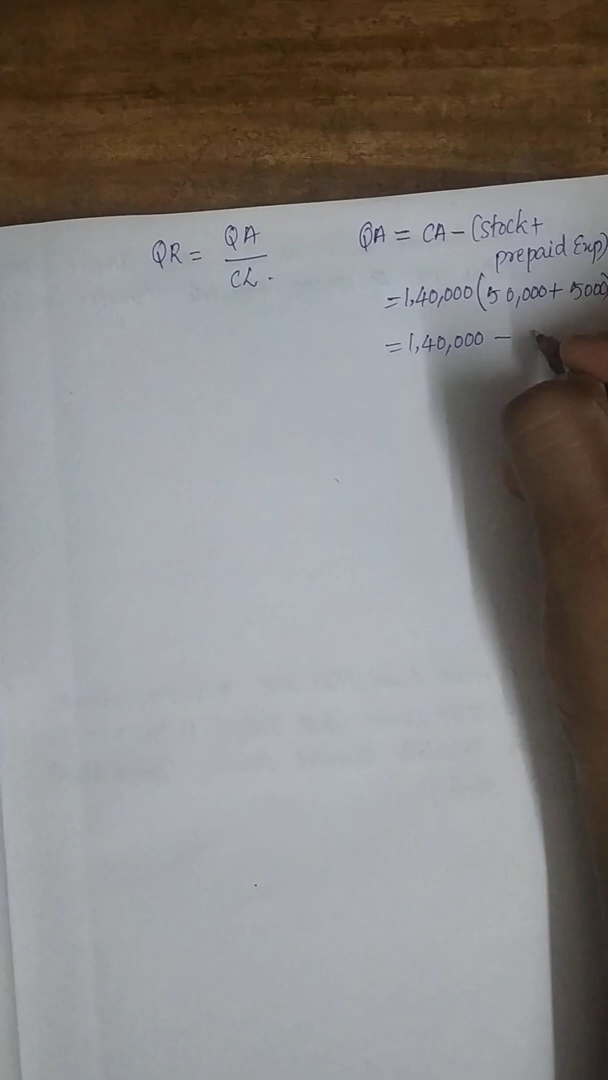 QR = QA / CL.
QA = CA - (Stock +
prepaid Exp)
= 1,40,000 (50,000 + 5000)
= 1,40,000 -